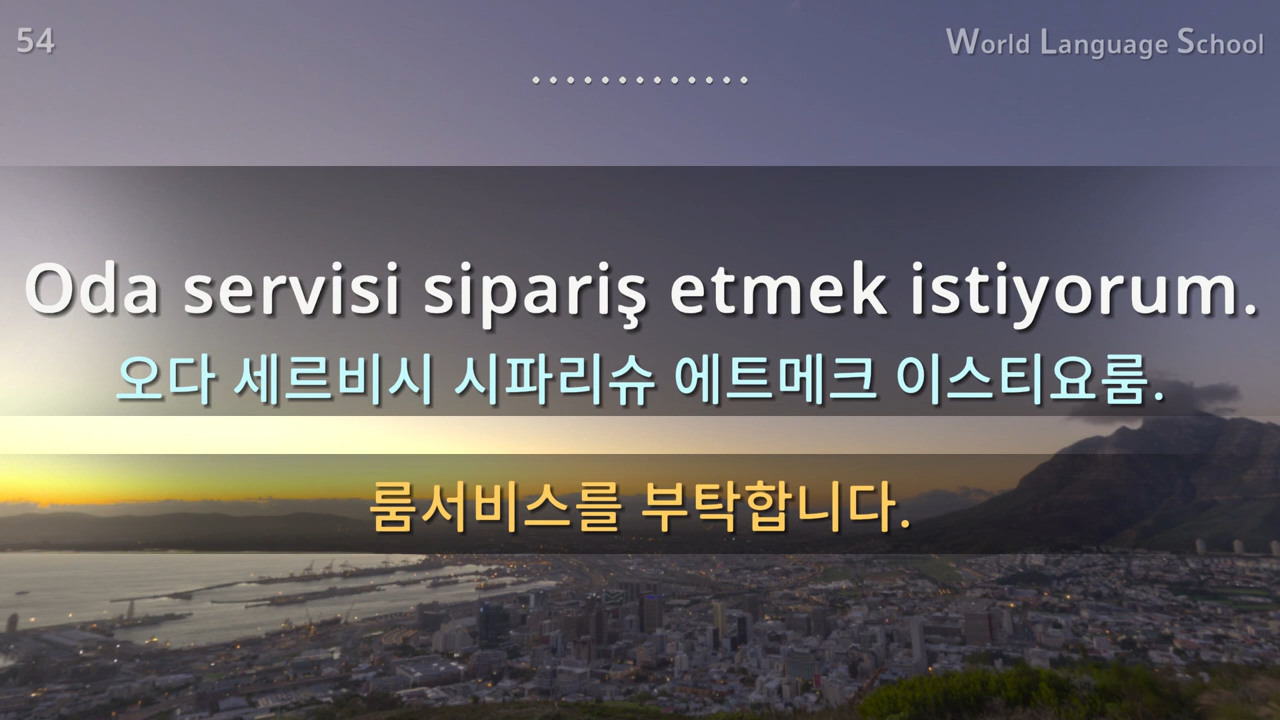 54
World Language School
Oda servisi sipariş etmek istiyorum.
오다 세르비시 시파리슈 에트메크 이스티요룸.
룸서비스를 부탁합니다.